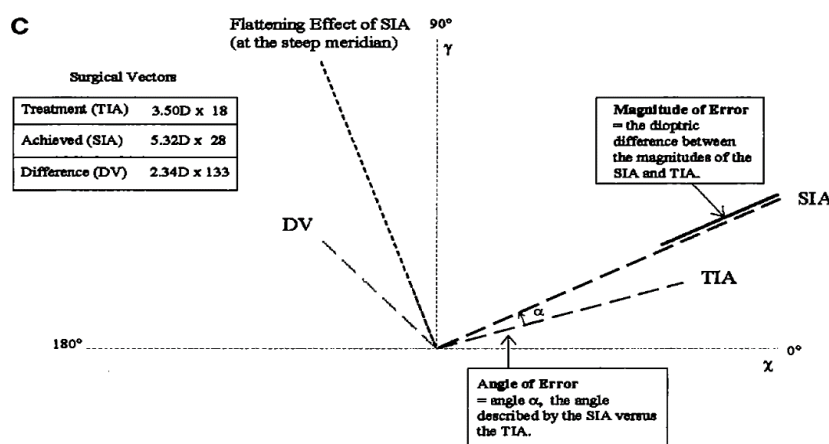 C
Flattening Effect of SIA
(at the steep meridian)
90°
γ
Surgical Vectors
Treatment (TIA) 3.50D x 18
Achieved (SIA) 5.32D x 28
Difference (DV) 2.34D x 133
Magnitude of Error
= the dioptric
difference between
the magnitudes of the
SIA and TIA.
SIA
DV
TIA
α
180°
0°
χ
Angle of Error
= angle α, the angle
described by the SIA versus
the TIA.